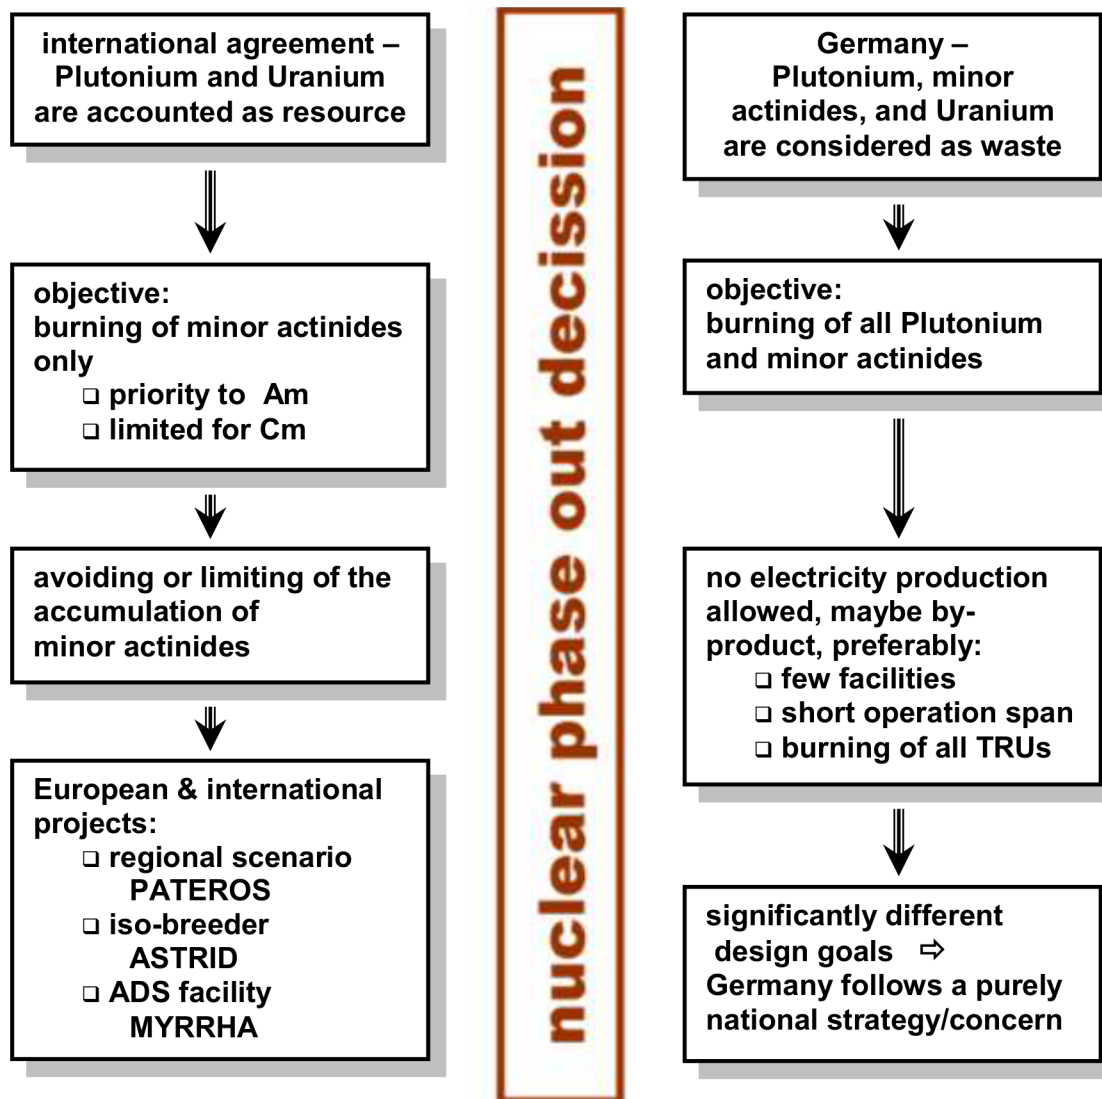 international agreement –
Plutonium and Uranium
are accounted as resource
objective:
burning of minor actinides
only
❑ priority to Am
❑ limited for Cm
avoiding or limiting of the
accumulation of
minor actinides
European & international
projects:
❑ regional scenario
PATEROS
❑ iso-breeder
ASTRID
❑ ADS facility
MYRRHA
nuclear phase out decission
Germany –
Plutonium, minor
actinides, and Uranium
are considered as waste
objective:
burning of all Plutonium
and minor actinides
no electricity production
allowed, maybe by-
product, preferably:
❑ few facilities
❑ short operation span
❑ burning of all TRUs
significantly different
design goals ⇨
Germany follows a purely
national strategy/concern